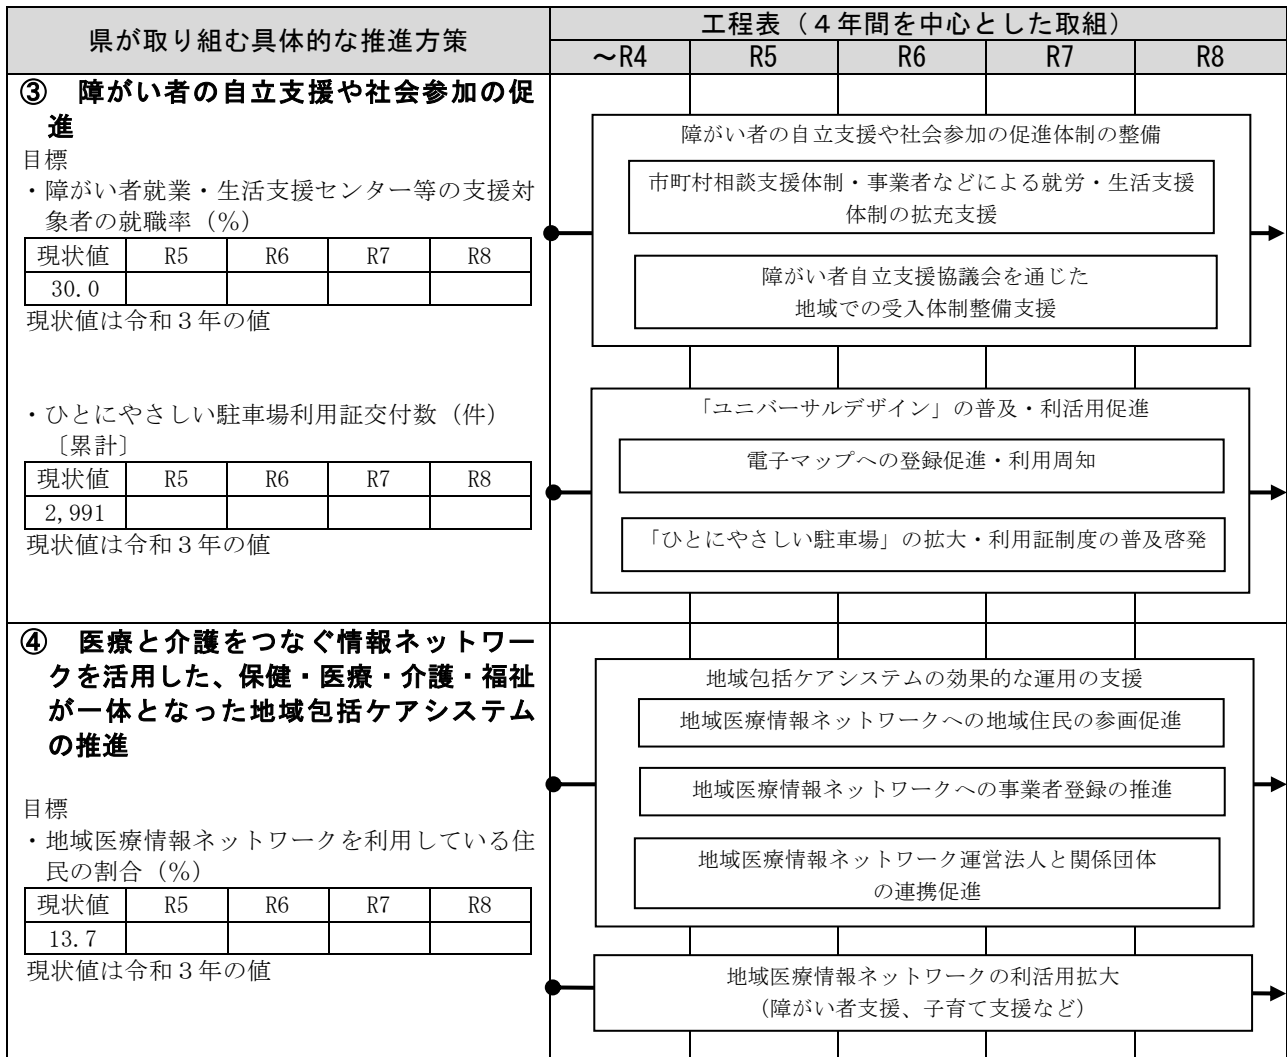 県が取り組む具体的な推進方策
工程表（４年間を中心とした取組）
～R4 R5 R6 R7 R8
③　障がい者の自立支援や社会参加の促
進
目標
・障がい者就業・生活支援センター等の支援対
象者の就職率（%）
現状値 R5 R6 R7 R8
30.0
現状値は令和３年の値
・ひとにやさしい駐車場利用証交付数（件）
〔累計〕
現状値 R5 R6 R7 R8
2,991
現状値は令和３年の値
障がい者の自立支援や社会参加の促進体制の整備
市町村相談支援体制・事業者などによる就労・生活支援
体制の拡充支援
障がい者自立支援協議会を通じた
地域での受入体制整備支援
「ユニバーサルデザイン」の普及・利活用促進
電子マップへの登録促進・利用周知
「ひとにやさしい駐車場」の拡大・利用証制度の普及啓発
④　医療と介護をつなぐ情報ネットワー
クを活用した、保健・医療・介護・福祉
が一体となった地域包括ケアシステム
の推進
目標
・地域医療情報ネットワークを利用している住
民の割合（%）
現状値 R5 R6 R7 R8
13.7
現状値は令和３年の値
地域包括ケアシステムの効果的な運用の支援
地域医療情報ネットワークへの地域住民の参画促進
地域医療情報ネットワークへの事業者登録の推進
地域医療情報ネットワーク運営法人と関係団体
の連携促進
地域医療情報ネットワークの利活用拡大
（障がい者支援、子育て支援など）